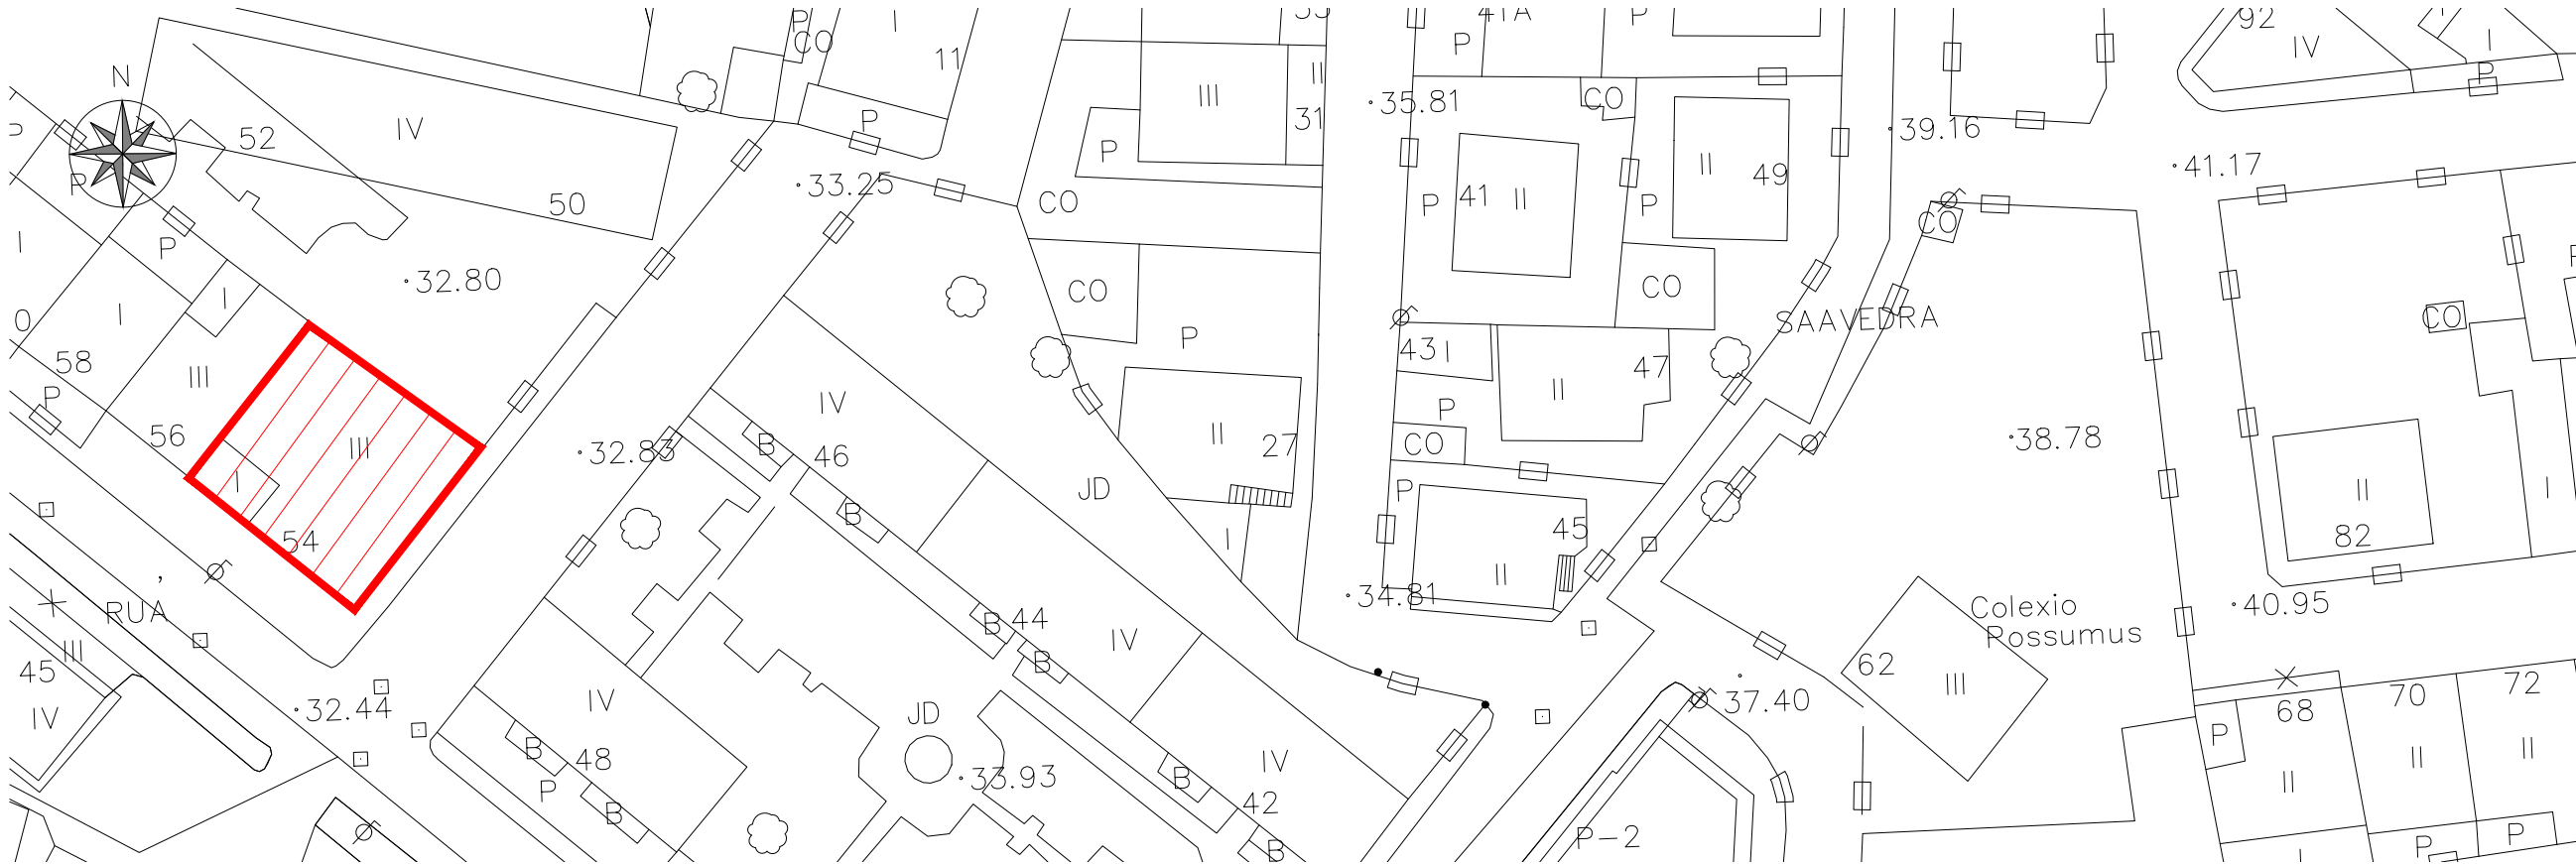 P
CO
I
11
P
III
II
31
35
41A
P
P
92
IV
I
P
N
52
IV
50
P
P
33.25
P
CO
35.81
CO
P
41
II
P
II
49
39.16
41.17
CO
P
I
0
58
I
I
III
32.80
CO
P
43
I
47
II
CO
SAAVEDRA
CO
P
56
III
I
54
32.83
IV
46
B
B
JD
II
27
I
P
CO
P
45
II
38.78
II
82
I
RUA
,
III
45
IV
32.44
B
44
B
IV
34.81
Colexio
Possumus
62
III
40.95
IV
B
48
P
B
JD
33.93
B
42
IV
B
37.40
P-2
68
P
II
70
II
72
II
P
P
I